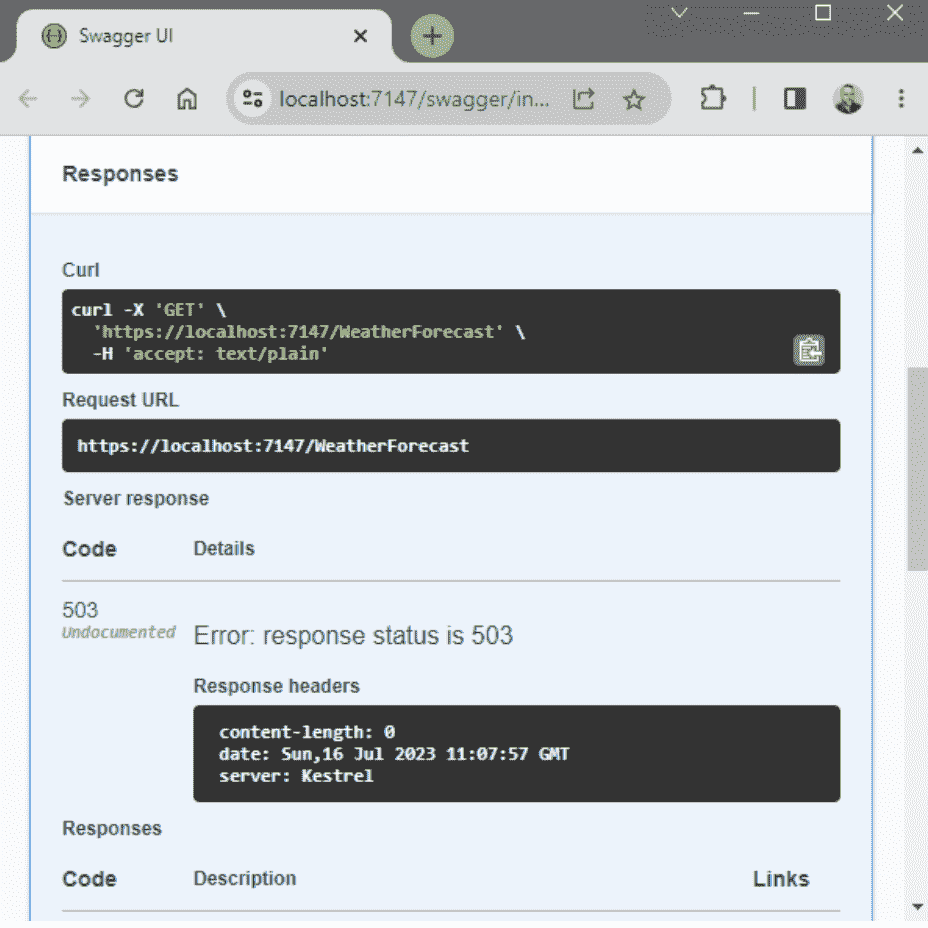 Swagger UI
localhost:7147/swagger/in...
Responses
Curl
curl -X 'GET' \
'https://localhost:7147/WeatherForecast' \
-H 'accept: text/plain'
Request URL
https://localhost:7147/WeatherForecast
Server response
Code Details
503
Undocumented
Error: response status is 503
Response headers
content-length: 0
date: Sun,16 Jul 2023 11:07:57 GMT
server: Kestrel
Responses
Code Description Links